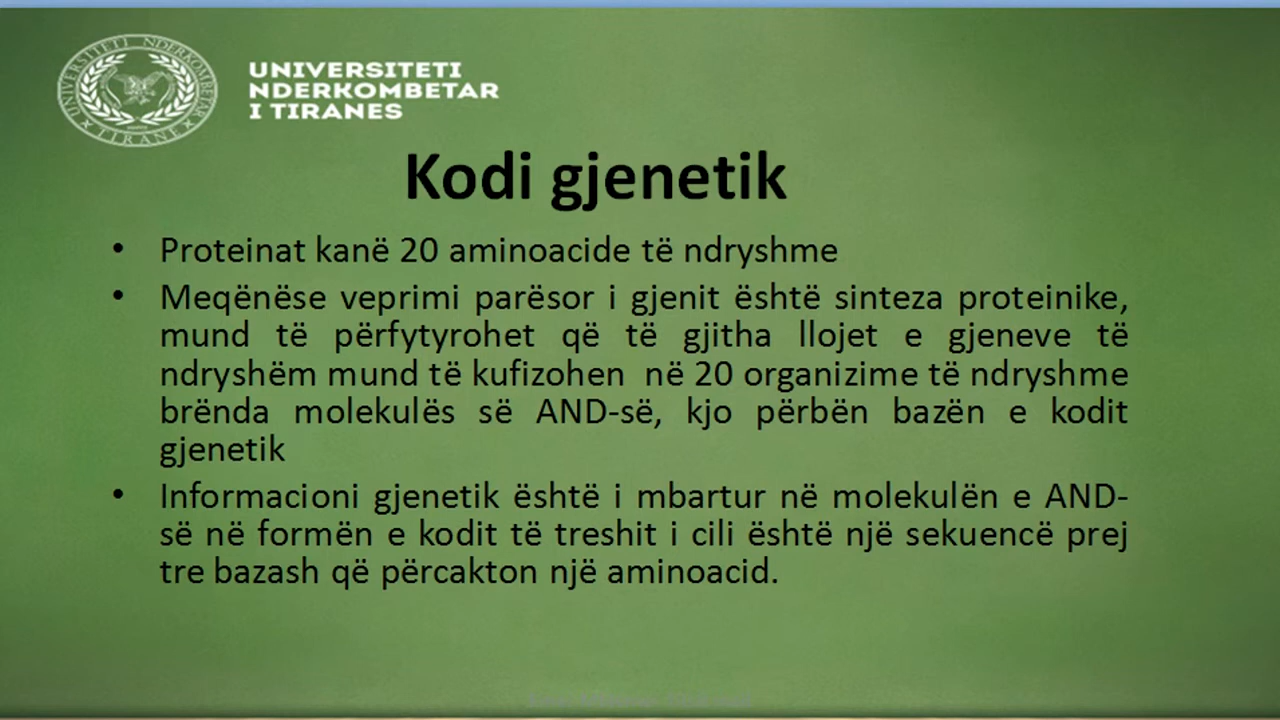 UNIVERSITETI NDERKOMBETAR
TIRANE
UNIVERSITETI
NDERKOMBETAR
I TIRANES
Kodi gjenetik
• Proteinat kanë 20 aminoacide të ndryshme
• Meqënëse veprimi parësor i gjenit është sinteza proteinike,
mund të përfytyrohet që të gjitha llojet e gjeneve të
ndryshëm mund të kufizohen në 20 organizime të ndryshme
brënda molekulës së AND-së, kjo përbën bazën e kodit
gjenetik
• Informacioni gjenetik është i mbartur në molekulën e AND-
së në formën e kodit të treshit i cili është një sekuencë prej
tre bazash që përcakton një aminoacid.